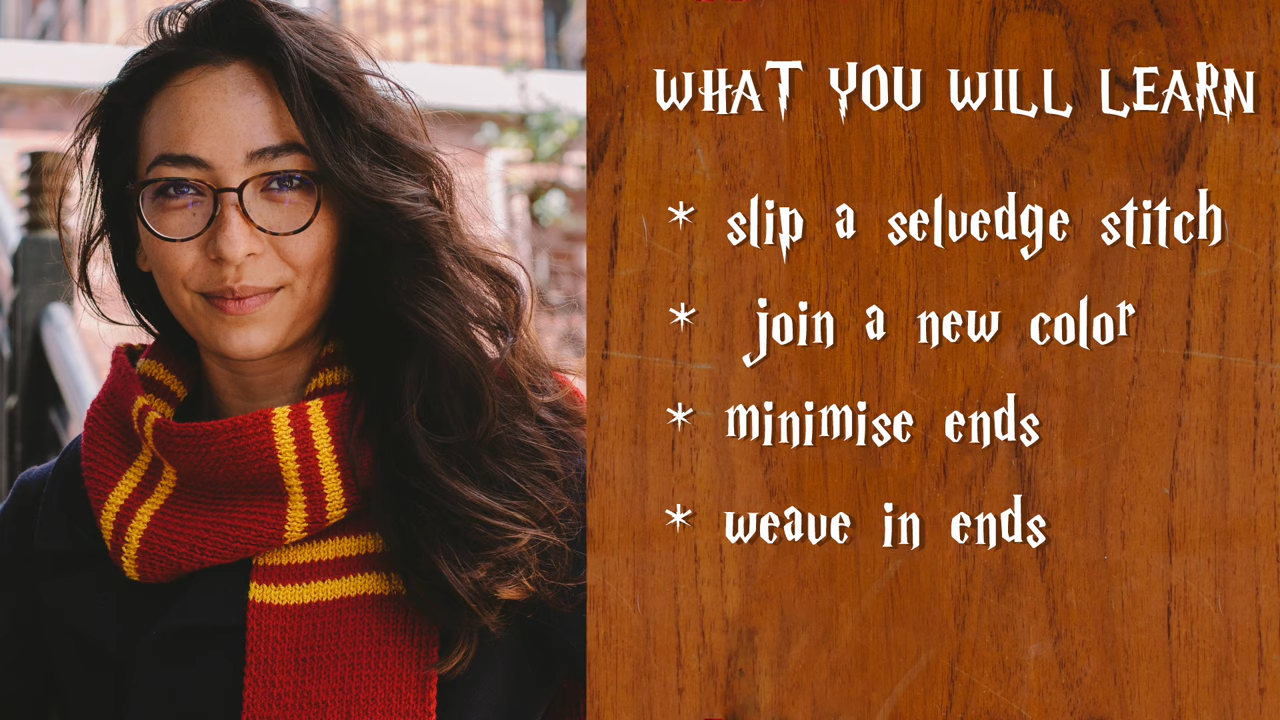 WHAT YOU WILL LEARN
* slip a selvedge stitch
* join a new color
* minimise ends
* weave in ends